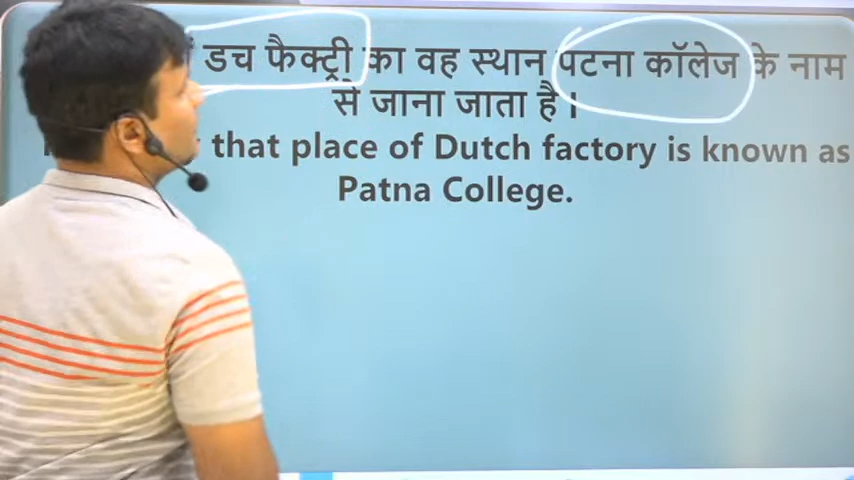 डच फैक्ट्री का वह स्थान पटना कॉलेज के नाम
से जाना जाता है।
that place of Dutch factory is known as
Patna College.